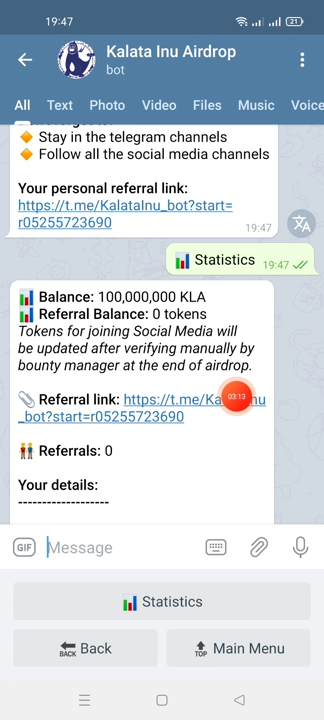 19:47
21
Kalata Inu Airdrop
bot
All Text Photo Video Files Music Voice
Stay in the telegram channels
Follow all the social media channels
Your personal referral link:
https://t.me/KalataInu_bot?start=
r05255723690
19:47
Statistics 19:47
Balance: 100,000,000 KLA
Referral Balance: 0 tokens
Tokens for joining Social Media will
be updated after verifying manually by
bounty manager at the end of airdrop.
Referral link: https://t.me/Ka nu
03:13
_bot?start=r05255723690
Referrals: 0
Your details:
-------------------
GIF Message
Statistics
BACK Back
TOP Main Menu